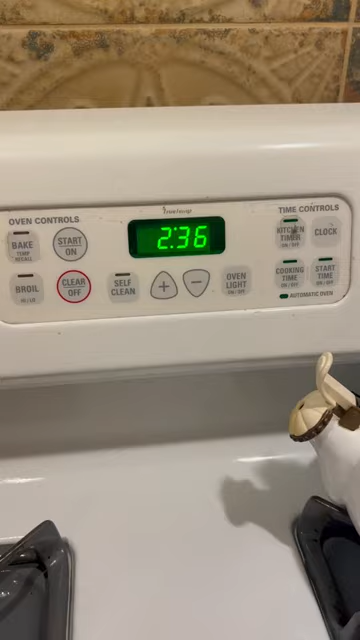 TrueTemp
OVEN CONTROLS
TIME CONTROLS
BAKE
TEMP
RECALL
START
ON
2:36
KITCHEN
TIMER
ON / OFF
CLOCK
BROIL
HI / LO
CLEAR
OFF
SELF
CLEAN
+
−
OVEN
LIGHT
ON / OFF
COOKING
TIME
ON / OFF
START
TIME
ON / OFF
AUTOMATIC OVEN